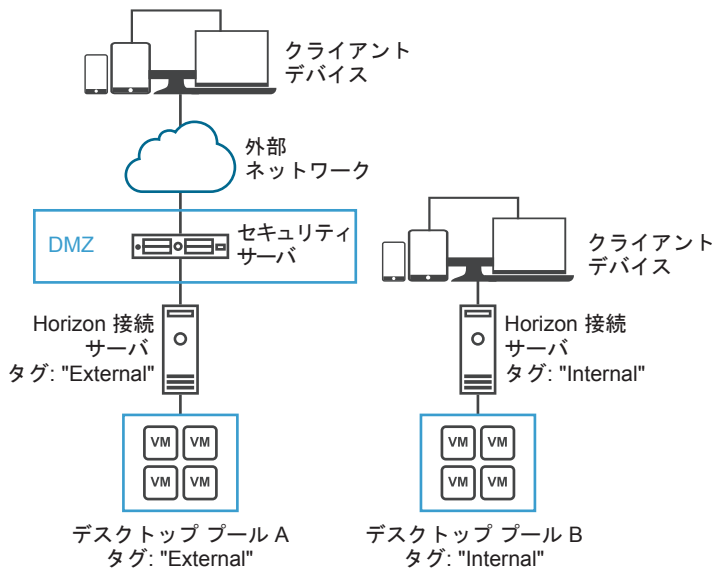 クライアント
デバイス
外部
ネットワーク
DMZ
セキュリティ
サーバ
クライアント
デバイス
Horizon 接続
サーバ
タグ: "External"
Horizon 接続
サーバ
タグ: "Internal"
VM VM
VM VM
VM VM
VM VM
デスクトップ プール A
タグ: "External"
デスクトップ プール B
タグ: "Internal"